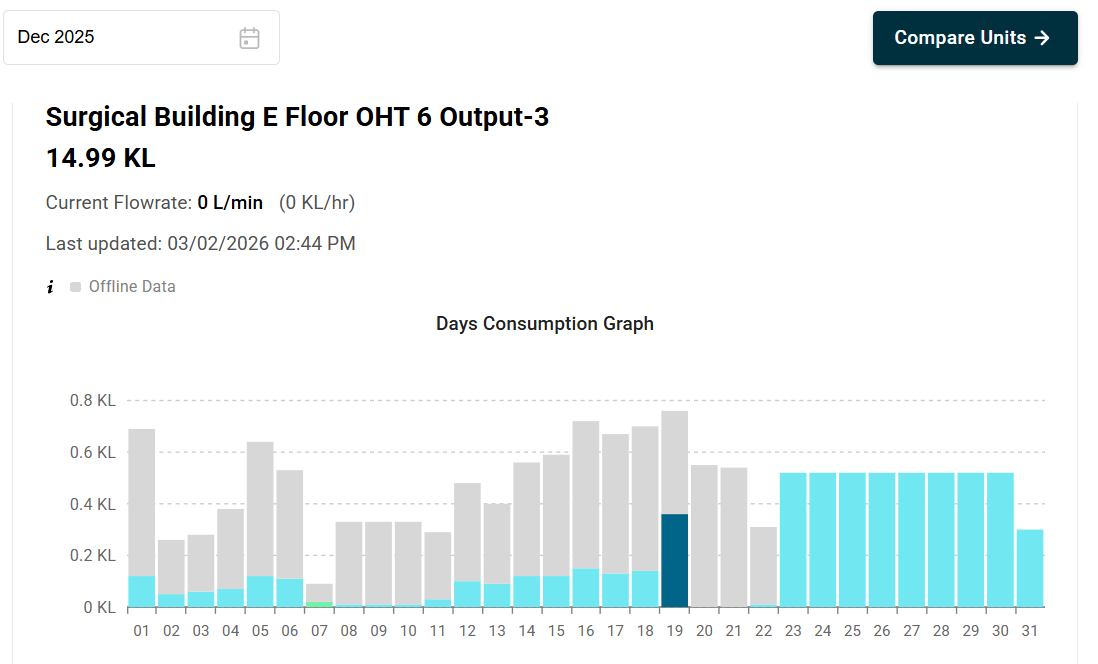 Dec 2025
Compare Units →
Surgical Building E Floor OHT 6 Output-3
14.99 KL
Current Flowrate: 0 L/min (0 KL/hr)
Last updated: 03/02/2026 02:44 PM
i Offline Data
Days Consumption Graph
0.8 KL
0.6 KL
0.4 KL
0.2 KL
0 KL
01 02 03 04 05 06 07 08 09 10 11 12 13 14 15 16 17 18 19 20 21 22 23 24 25 26 27 28 29 30 31